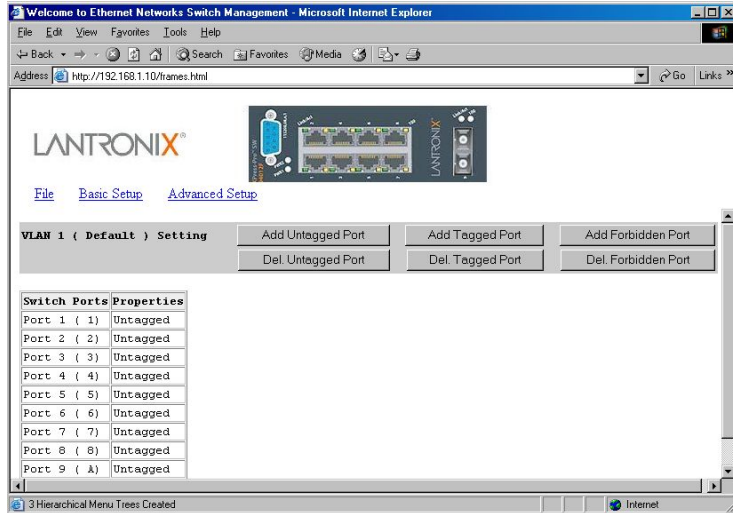 Welcome to Ethernet Networks Switch Management - Microsoft Internet Explorer
File Edit View Favorites Tools Help
Back Search Favorites Media
Address http://192.168.1.10/frames.html Go Links »
LANTRONIX®
LANTRONIX
File Basic Setup Advanced Setup
VLAN 1 ( Default ) Setting
Add Untagged Port Add Tagged Port Add Forbidden Port
Del. Untagged Port Del. Tagged Port Del. Forbidden Port
Switch Ports Properties
Port 1 ( 1) Untagged
Port 2 ( 2) Untagged
Port 3 ( 3) Untagged
Port 4 ( 4) Untagged
Port 5 ( 5) Untagged
Port 6 ( 6) Untagged
Port 7 ( 7) Untagged
Port 8 ( 8) Untagged
Port 9 ( A) Untagged
3 Hierarchical Menu Trees Created Internet